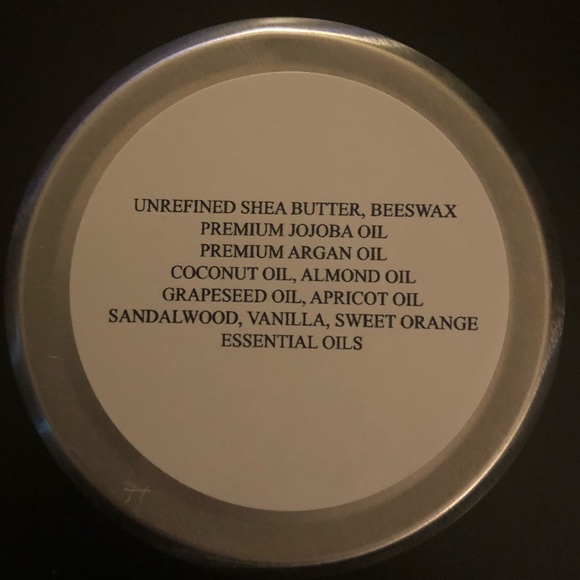 UNREFINED SHEA BUTTER, BEESWAX
PREMIUM JOJOBA OIL
PREMIUM ARGAN OIL
COCONUT OIL, ALMOND OIL
GRAPESEED OIL, APRICOT OIL
SANDALWOOD, VANILLA, SWEET ORANGE
ESSENTIAL OILS